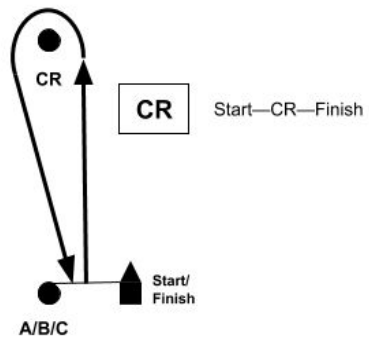 CR
CR
Start—CR—Finish
Start/
Finish
A/B/C